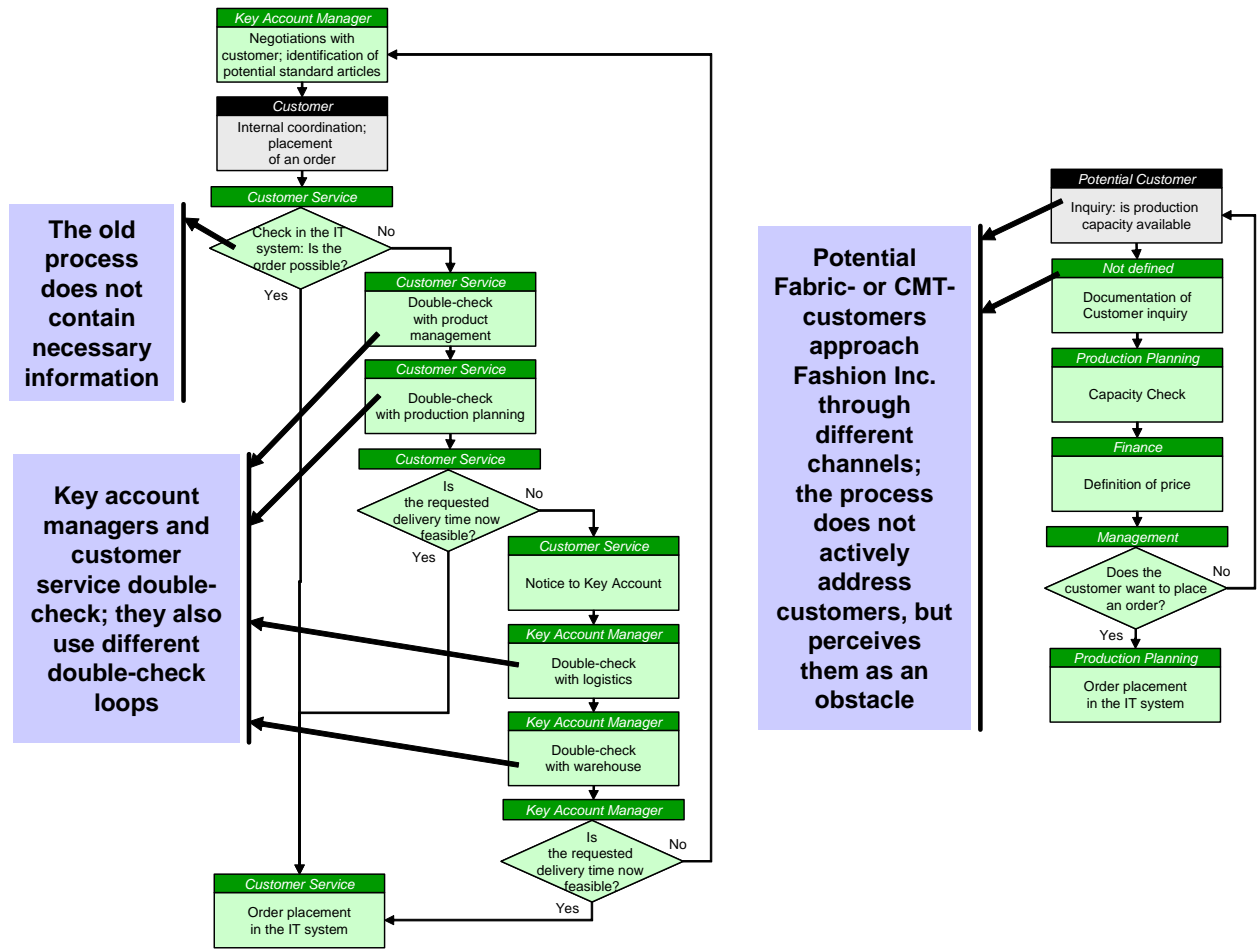 Key Account Manager
Negotiations with
customer; identification of
potential standard articles
Customer
Internal coordination;
placement
of an order
Customer Service
Check in the IT
system: Is the
order possible?
No
Yes
The old
process
does not
contain
necessary
information
Customer Service
Double-check
with product
management
Customer Service
Double-check
with production planning
Customer Service
Is
the requested
delivery time now
feasible?
No
Yes
Key account
managers and
customer
service double-
check; they also
use different
double-check
loops
Customer Service
Notice to Key Account
Key Account Manager
Double-check
with logistics
Key Account Manager
Double-check
with warehouse
Key Account Manager
Is
the requested
delivery time now
feasible?
No
Yes
Customer Service
Order placement
in the IT system
Potential
Fabric- or CMT-
customers
approach
Fashion Inc.
through
different
channels;
the process
does not
actively
address
customers, but
perceives
them as an
obstacle
Potential Customer
Inquiry: is production
capacity available
Not defined
Documentation of
Customer inquiry
Production Planning
Capacity Check
Finance
Definition of price
Management
Does the
customer want to place
an order?
No
Yes
Production Planning
Order placement
in the IT system